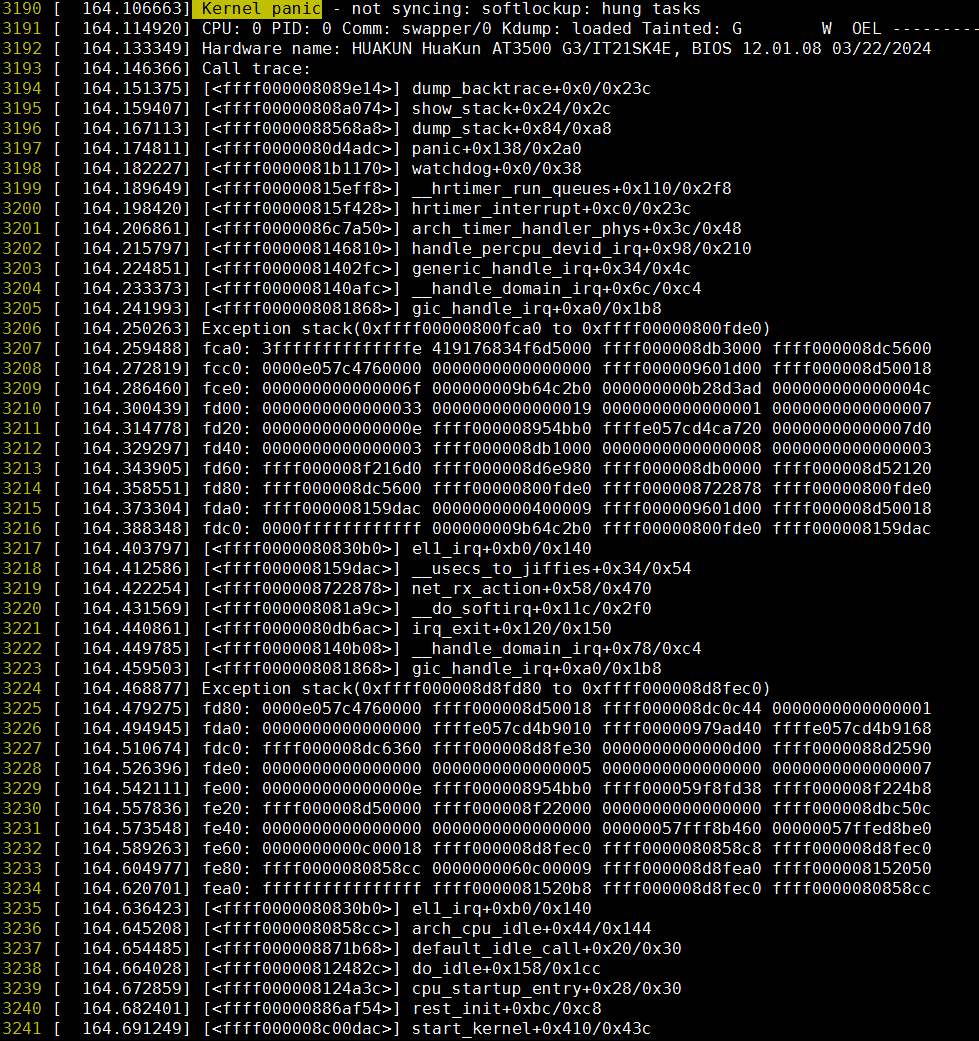 3190 [  164.106663] Kernel panic - not syncing: softlockup: hung tasks
3191 [  164.114920] CPU: 0 PID: 0 Comm: swapper/0 Kdump: loaded Tainted: G        W  OEL ---------
3192 [  164.133349] Hardware name: HUAKUN HuaKun AT3500 G3/IT21SK4E, BIOS 12.01.08 03/22/2024
3193 [  164.146366] Call trace:
3194 [  164.151375] [<ffff000008089e14>] dump_backtrace+0x0/0x23c
3195 [  164.159407] [<ffff00000808a074>] show_stack+0x24/0x2c
3196 [  164.167113] [<ffff0000088568a8>] dump_stack+0x84/0xa8
3197 [  164.174811] [<ffff0000080d4adc>] panic+0x138/0x2a0
3198 [  164.182227] [<ffff0000081b1170>] watchdog+0x0/0x38
3199 [  164.189649] [<ffff00000815eff8>] __hrtimer_run_queues+0x110/0x2f8
3200 [  164.198420] [<ffff00000815f428>] hrtimer_interrupt+0xc0/0x23c
3201 [  164.206861] [<ffff0000086c7a50>] arch_timer_handler_phys+0x3c/0x48
3202 [  164.215797] [<ffff000008146810>] handle_percpu_devid_irq+0x98/0x210
3203 [  164.224851] [<ffff0000081402fc>] generic_handle_irq+0x34/0x4c
3204 [  164.233373] [<ffff000008140afc>] __handle_domain_irq+0x6c/0xc4
3205 [  164.241993] [<ffff000008081868>] gic_handle_irq+0xa0/0x1b8
3206 [  164.250263] Exception stack(0xffff00000800fca0 to 0xffff00000800fde0)
3207 [  164.259488] fca0: 3ffffffffffffffe 419176834f6d5000 ffff000008db3000 ffff000008dc5600
3208 [  164.272819] fcc0: 0000e057c4760000 0000000000000000 ffff000009601d00 ffff000008d50018
3209 [  164.286460] fce0: 000000000000006f 000000009b64c2b0 000000000b28d3ad 000000000000004c
3210 [  164.300439] fd00: 0000000000000033 0000000000000019 0000000000000001 0000000000000007
3211 [  164.314778] fd20: 000000000000000e ffff000008954bb0 ffffe057cd4ca720 00000000000007d0
3212 [  164.329297] fd40: 0000000000000003 ffff000008db1000 0000000000000008 0000000000000003
3213 [  164.343905] fd60: ffff000008f216d0 ffff000008d6e980 ffff000008db0000 ffff000008d52120
3214 [  164.358551] fd80: ffff000008dc5600 ffff00000800fde0 ffff000008722878 ffff00000800fde0
3215 [  164.373304] fda0: ffff000008159dac 0000000000400009 ffff000009601d00 ffff000008d50018
3216 [  164.388348] fdc0: 0000ffffffffffff 000000009b64c2b0 ffff00000800fde0 ffff000008159dac
3217 [  164.403797] [<ffff0000080830b0>] el1_irq+0xb0/0x140
3218 [  164.412586] [<ffff000008159dac>] __usecs_to_jiffies+0x34/0x54
3219 [  164.422254] [<ffff000008722878>] net_rx_action+0x58/0x470
3220 [  164.431569] [<ffff000008081a9c>] __do_softirq+0x11c/0x2f0
3221 [  164.440861] [<ffff0000080db6ac>] irq_exit+0x120/0x150
3222 [  164.449785] [<ffff000008140b08>] __handle_domain_irq+0x78/0xc4
3223 [  164.459503] [<ffff000008081868>] gic_handle_irq+0xa0/0x1b8
3224 [  164.468877] Exception stack(0xffff000008d8fd80 to 0xffff000008d8fec0)
3225 [  164.479275] fd80: 0000e057c4760000 ffff000008d50018 ffff000008dc0c44 0000000000000001
3226 [  164.494945] fda0: 0000000000000000 ffffe057cd4b9010 ffff00000979ad40 ffffe057cd4b9168
3227 [  164.510674] fdc0: ffff000008dc6360 ffff000008d8fe30 0000000000000d00 ffff0000088d2590
3228 [  164.526396] fde0: 0000000000000000 0000000000000005 0000000000000000 0000000000000007
3229 [  164.542111] fe00: 000000000000000e ffff000008954bb0 ffff000059f8fd38 ffff000008f224b8
3230 [  164.557836] fe20: ffff000008d50000 ffff000008f22000 0000000000000000 ffff000008dbc50c
3231 [  164.573548] fe40: 0000000000000000 0000000000000000 00000057fff8b460 00000057ffed8be0
3232 [  164.589263] fe60: 0000000000c00018 ffff000008d8fec0 ffff0000080858c8 ffff000008d8fec0
3233 [  164.604977] fe80: ffff0000080858cc 0000000060c00009 ffff000008d8fea0 ffff000008152050
3234 [  164.620701] fea0: ffffffffffffffff ffff0000081520b8 ffff000008d8fec0 ffff0000080858cc
3235 [  164.636423] [<ffff0000080830b0>] el1_irq+0xb0/0x140
3236 [  164.645208] [<ffff0000080858cc>] arch_cpu_idle+0x44/0x144
3237 [  164.654485] [<ffff000008871b68>] default_idle_call+0x20/0x30
3238 [  164.664028] [<ffff00000812482c>] do_idle+0x158/0x1cc
3239 [  164.672859] [<ffff000008124a3c>] cpu_startup_entry+0x28/0x30
3240 [  164.682401] [<ffff00000886af54>] rest_init+0xbc/0xc8
3241 [  164.691249] [<ffff000008c00dac>] start_kernel+0x410/0x43c